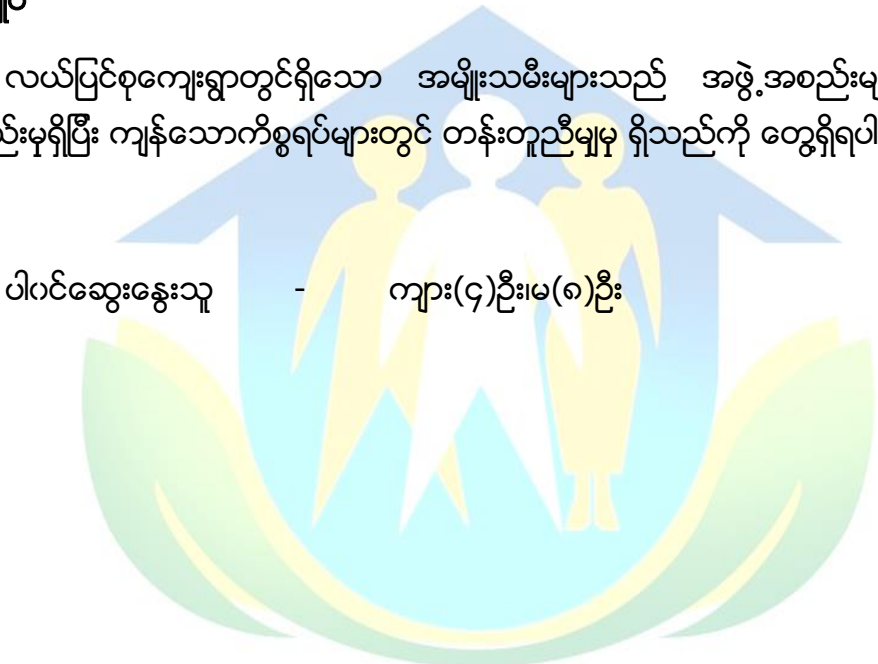 လယ်ပြင်စုကျေးရွာတွင်ရှိသော အမျိုးသမီးများသည် အဖွဲ့အစည်းမ
ည်းမှုရှိပြီး ကျန်သောကိစ္စရပ်များတွင် တန်းတူညီမျှမှု ရှိသည်ကို တွေ့ရှိရပါ
ပါဝင်ဆွေးနွေးသူ - ကျား(၄)ဦး၊မ(၈)ဦး